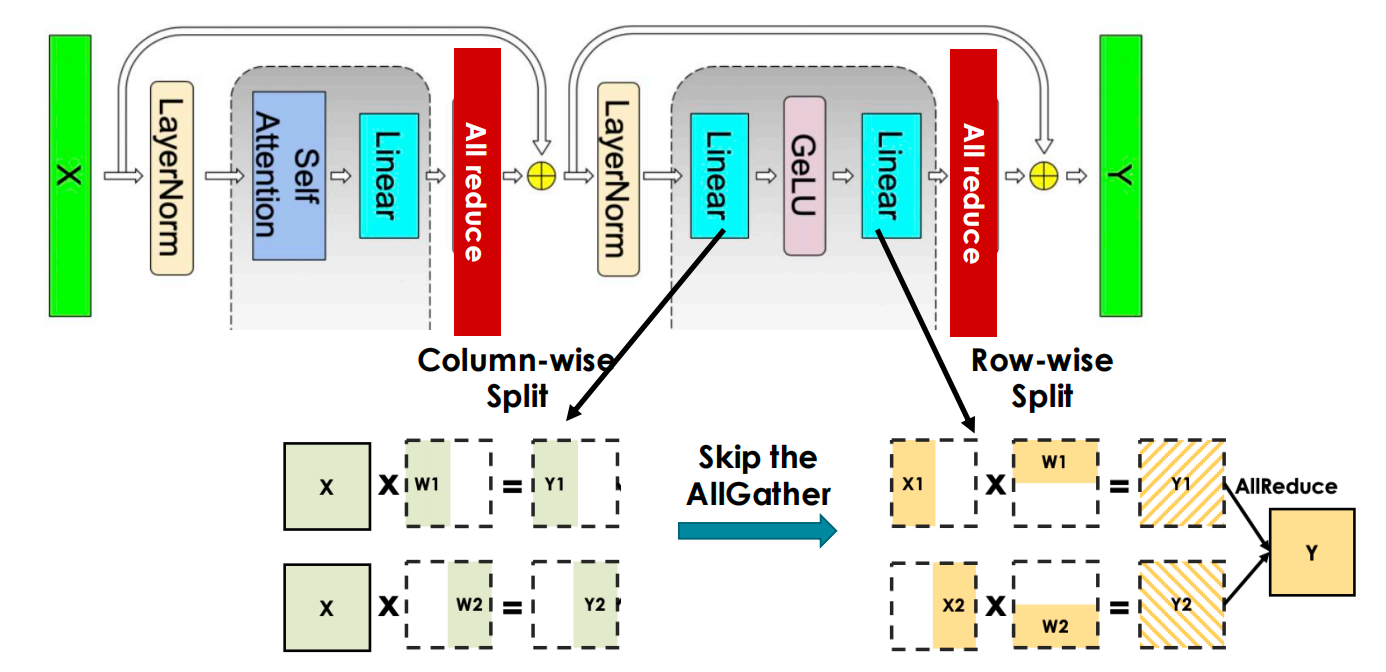 X
LayerNorm
Self
Attention
Linear
All reduce
LayerNorm
Linear
GeLU
Linear
All reduce
Y
Column-wise
Split
Row-wise
Split
X
X
W1
=
Y1
X
X
W2
=
Y2
Skip the
AllGather
X1
X
W1
=
Y1
X2
X
W2
=
Y2
AllReduce
Y